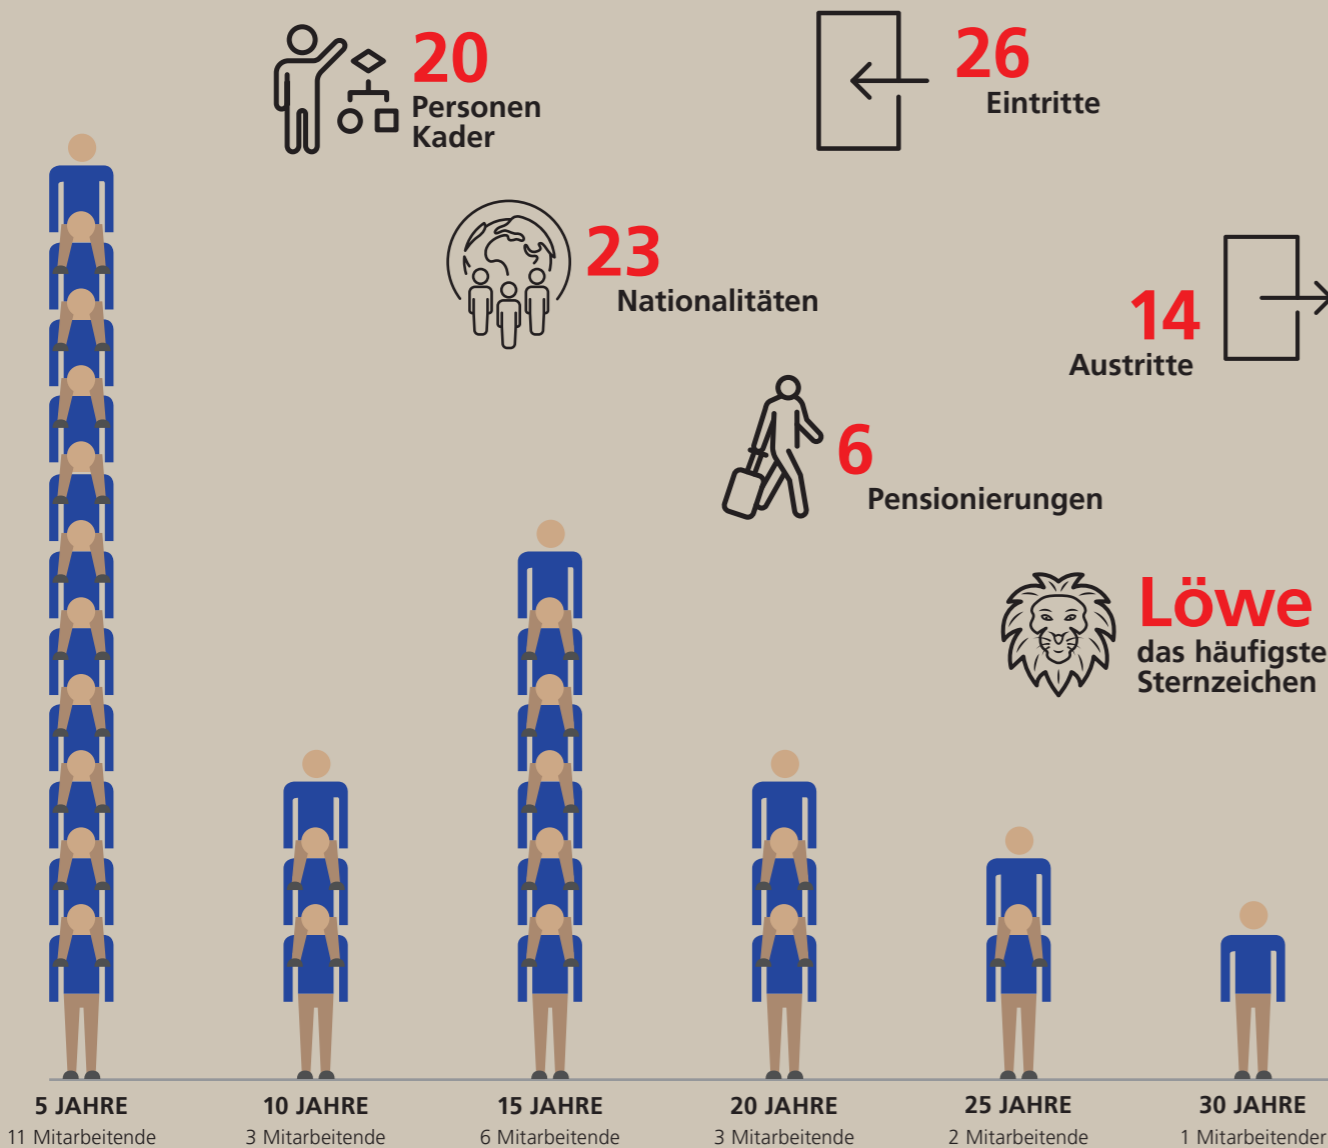 20
Personen
Kader
26
Eintritte
23
Nationalitäten
14
Austritte
6
Pensionierungen
Löwe
das häufigste
Sternzeichen
5 JAHRE
11 Mitarbeitende
10 JAHRE
3 Mitarbeitende
15 JAHRE
6 Mitarbeitende
20 JAHRE
3 Mitarbeitende
25 JAHRE
2 Mitarbeitende
30 JAHRE
1 Mitarbeitender